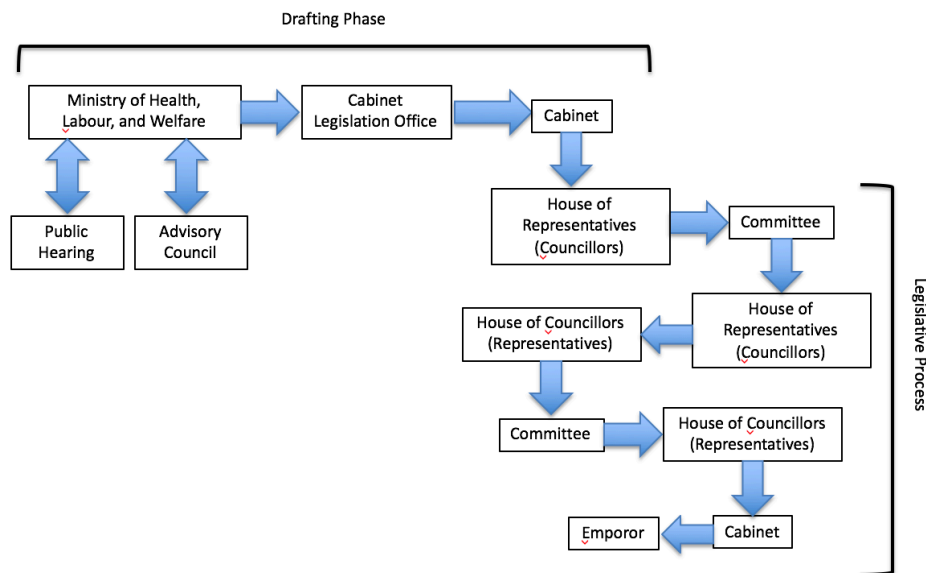 Drafting Phase
Ministry of Health,
Labour, and Welfare
Cabinet
Legislation Office
Cabinet
Public
Hearing
Advisory
Council
House of
Representatives
(Councillors)
Committee
House of
Representatives
(Councillors)
House of Councillors
(Representatives)
Committee
House of Councillors
(Representatives)
Cabinet
Emporor
Legislative Process